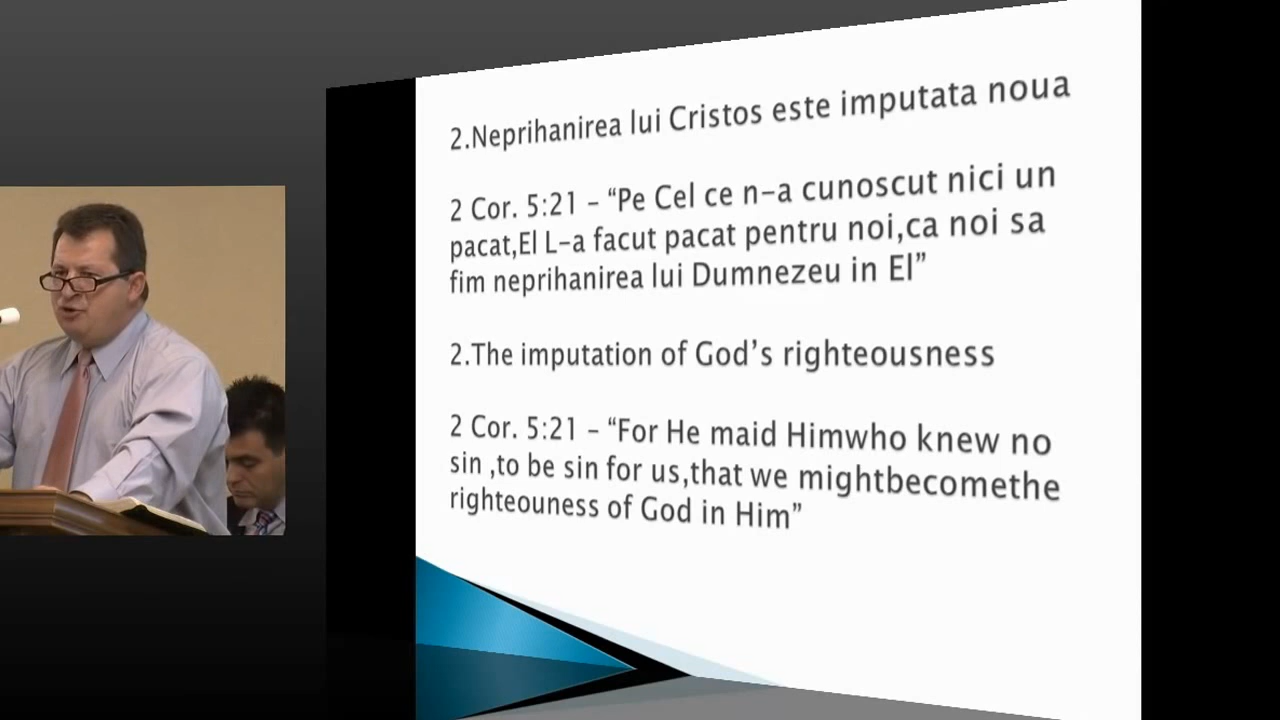 2.Neprihanirea lui Cristos este imputata noua
2 Cor. 5:21 – “Pe Cel ce n-a cunoscut nici un
pacat,El L-a facut pacat pentru noi,ca noi sa
fim neprihanirea lui Dumnezeu in El”
2.The imputation of God’s righteousness
2 Cor. 5:21 – “For He maid Himwho knew no
sin ,to be sin for us,that we mightbecomethe
righteouness of God in Him”